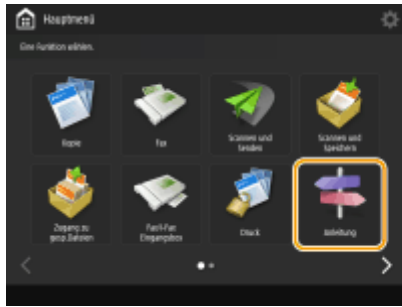 Hauptmenü
Eine Funktion wählen.
Kopie
Fax
Scannen und
Senden
Scannen und
Speichern
Zugang zu
gesp.Dateien
Fax/I-Fax
Eingangsbox
Druck
Anleitung